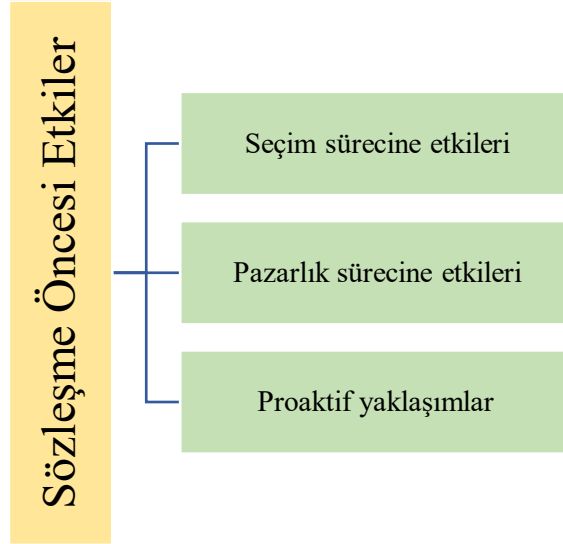 Sözleşme Öncesi Etkiler
Seçim sürecine etkileri
Pazarlık sürecine etkileri
Proaktif yaklaşımlar